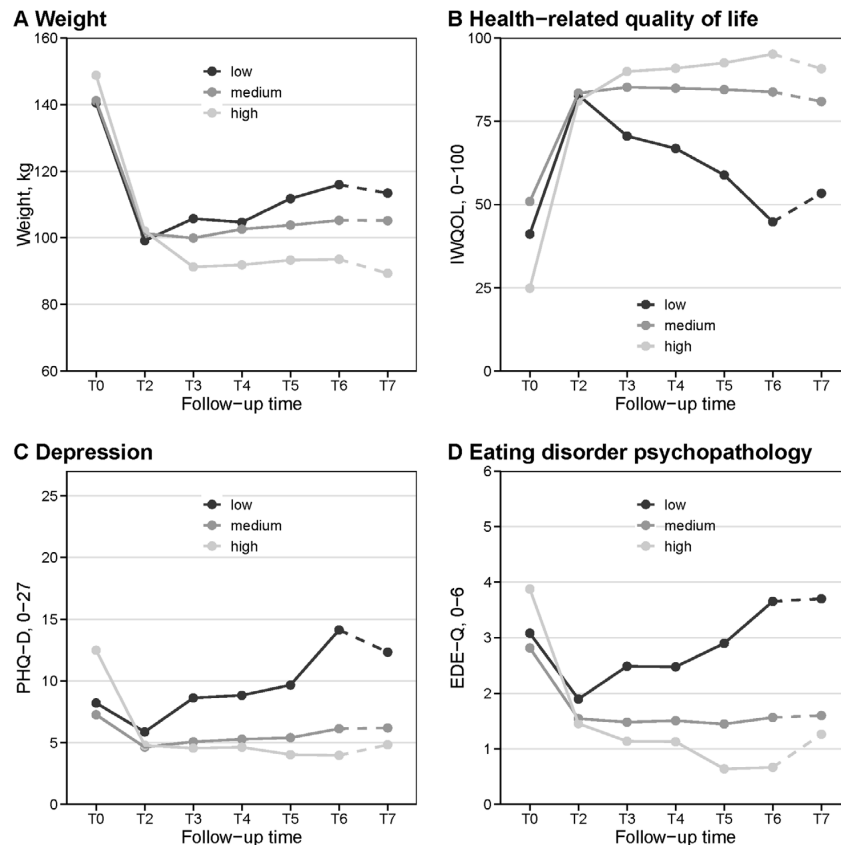 A Weight
160
140
120
100
80
60
Weight, kg
low
medium
high
T0 T2 T3 T4 T5 T6 T7
Follow−up time
B Health−related quality of life
100
75
50
25
0
IWQOL, 0−100
low
medium
high
T0 T2 T3 T4 T5 T6 T7
Follow−up time
C Depression
25
20
15
10
5
0
PHQ−D, 0−27
low
medium
high
T0 T2 T3 T4 T5 T6 T7
Follow−up time
D Eating disorder psychopathology
6
5
4
3
2
1
0
EDE−Q, 0−6
low
medium
high
T0 T2 T3 T4 T5 T6 T7
Follow−up time